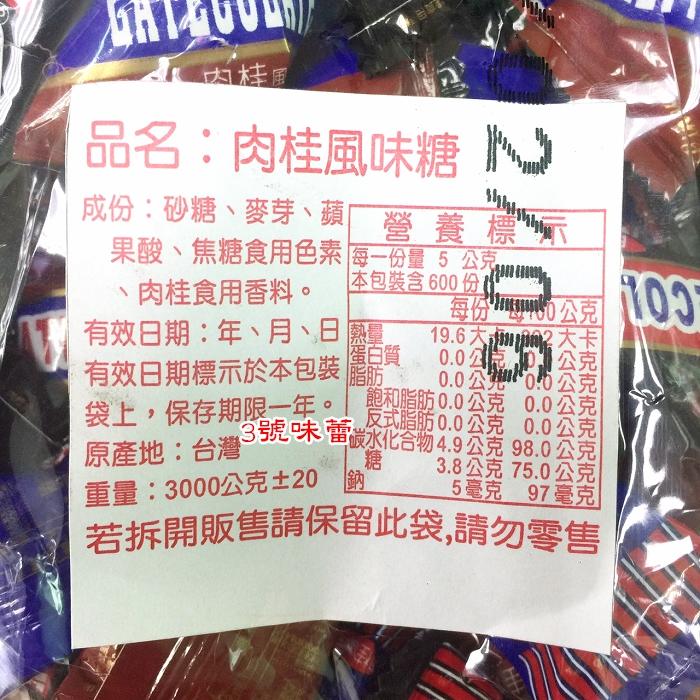 LATECOLATE
肉桂風
品名：肉桂風味糖
成份：砂糖、麥芽、蘋
果酸、焦糖食用色素
、肉桂食用香料。
有效日期：年、月、日
有效日期標示於本包裝
袋上，保存期限一年。
原產地：台灣
重量：3000公克±20
營養標示
每一份量 5 公克
本包裝含600份
每份 每100公克
熱量 19.6大卡 392大卡
蛋白質 0.0公克 0.0公克
脂肪 0.0公克 公克
飽和脂肪 0.0公克 0.0公克
反式脂肪 0.0公克 0.0公克
碳水化合物 4.9公克 98.0公克
糖 3.8公克 75.0公克
鈉 5毫克 97毫克
若拆開販售請保留此袋,請勿零售
02/06
3號味蕾